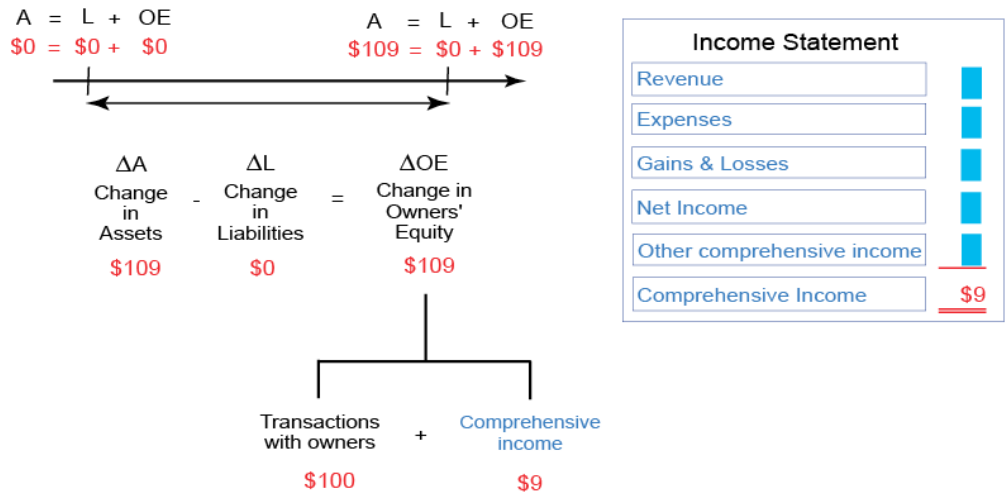 A = L + OE
$0 = $0 + $0
A = L + OE
$109 = $0 + $109
ΔA
Change
in
Assets
$109
-
ΔL
Change
in
Liabilities
$0
=
ΔOE
Change in
Owners'
Equity
$109
Transactions
with owners
$100
+
Comprehensive
income
$9
Income Statement
Revenue
Expenses
Gains & Losses
Net Income
Other comprehensive income
Comprehensive Income $9